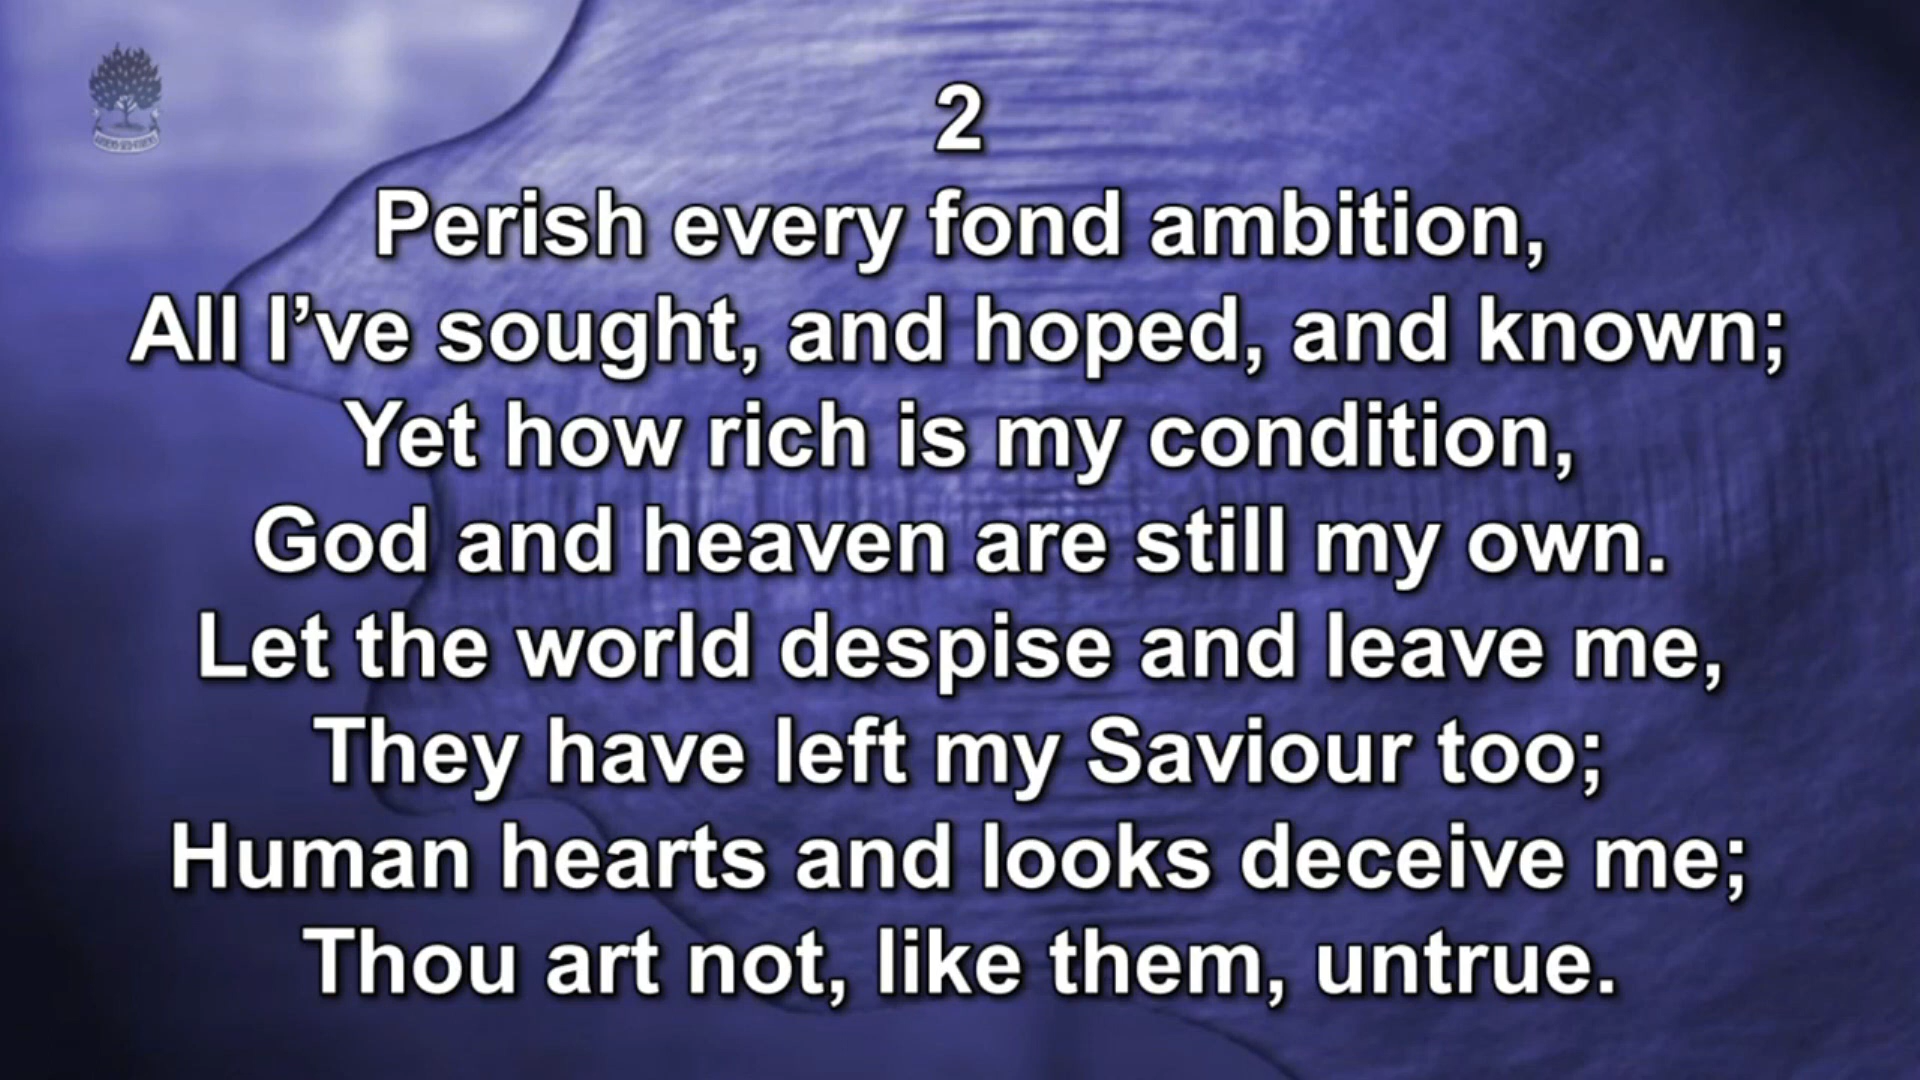 2
Perish every fond ambition,
All I’ve sought, and hoped, and known;
Yet how rich is my condition,
God and heaven are still my own.
Let the world despise and leave me,
They have left my Saviour too;
Human hearts and looks deceive me;
Thou art not, like them, untrue.